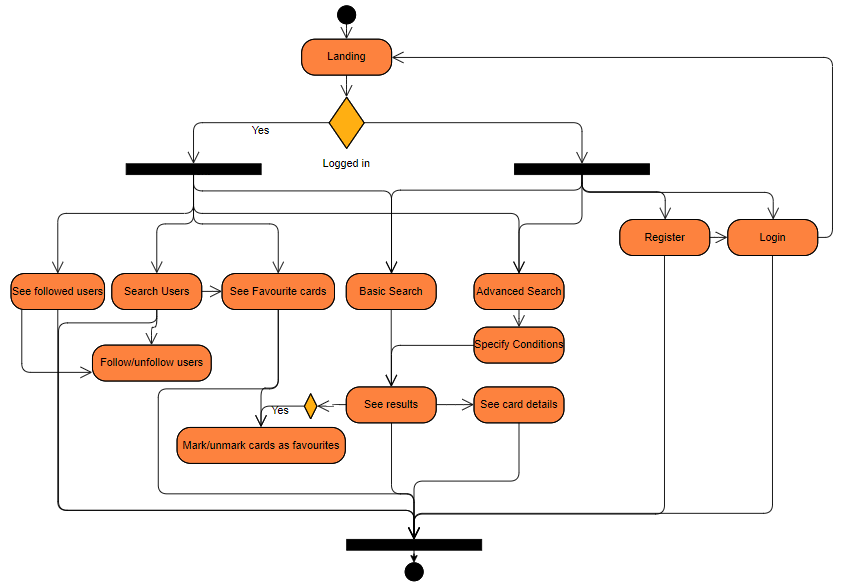 Landing
Yes
Logged in
Register
Login
See followed users
Search Users
See Favourite cards
Basic Search
Advanced Search
Specify Conditions
Follow/unfollow users
See results
See card details
Yes
Mark/unmark cards as favourites